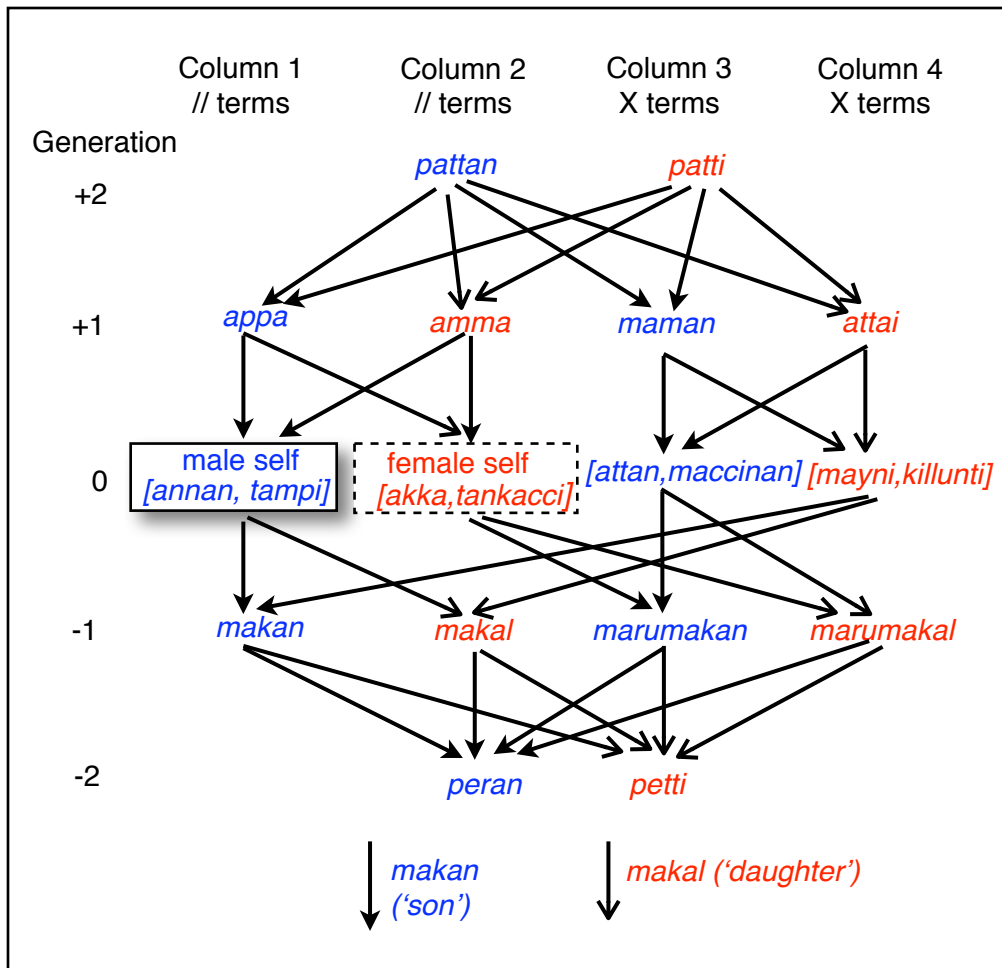 Column 1
// terms
Column 2
// terms
Column 3
X terms
Column 4
X terms
Generation
+2
pattan
patti
+1
appa
amma
maman
attai
0
male self
[annan, tampi]
female self
[akka,tankacci]
[attan,maccinan]
[mayni,killunti]
-1
makan
makal
marumakan
marumakal
-2
peran
petti
makan
(‘son’)
makal (‘daughter’)